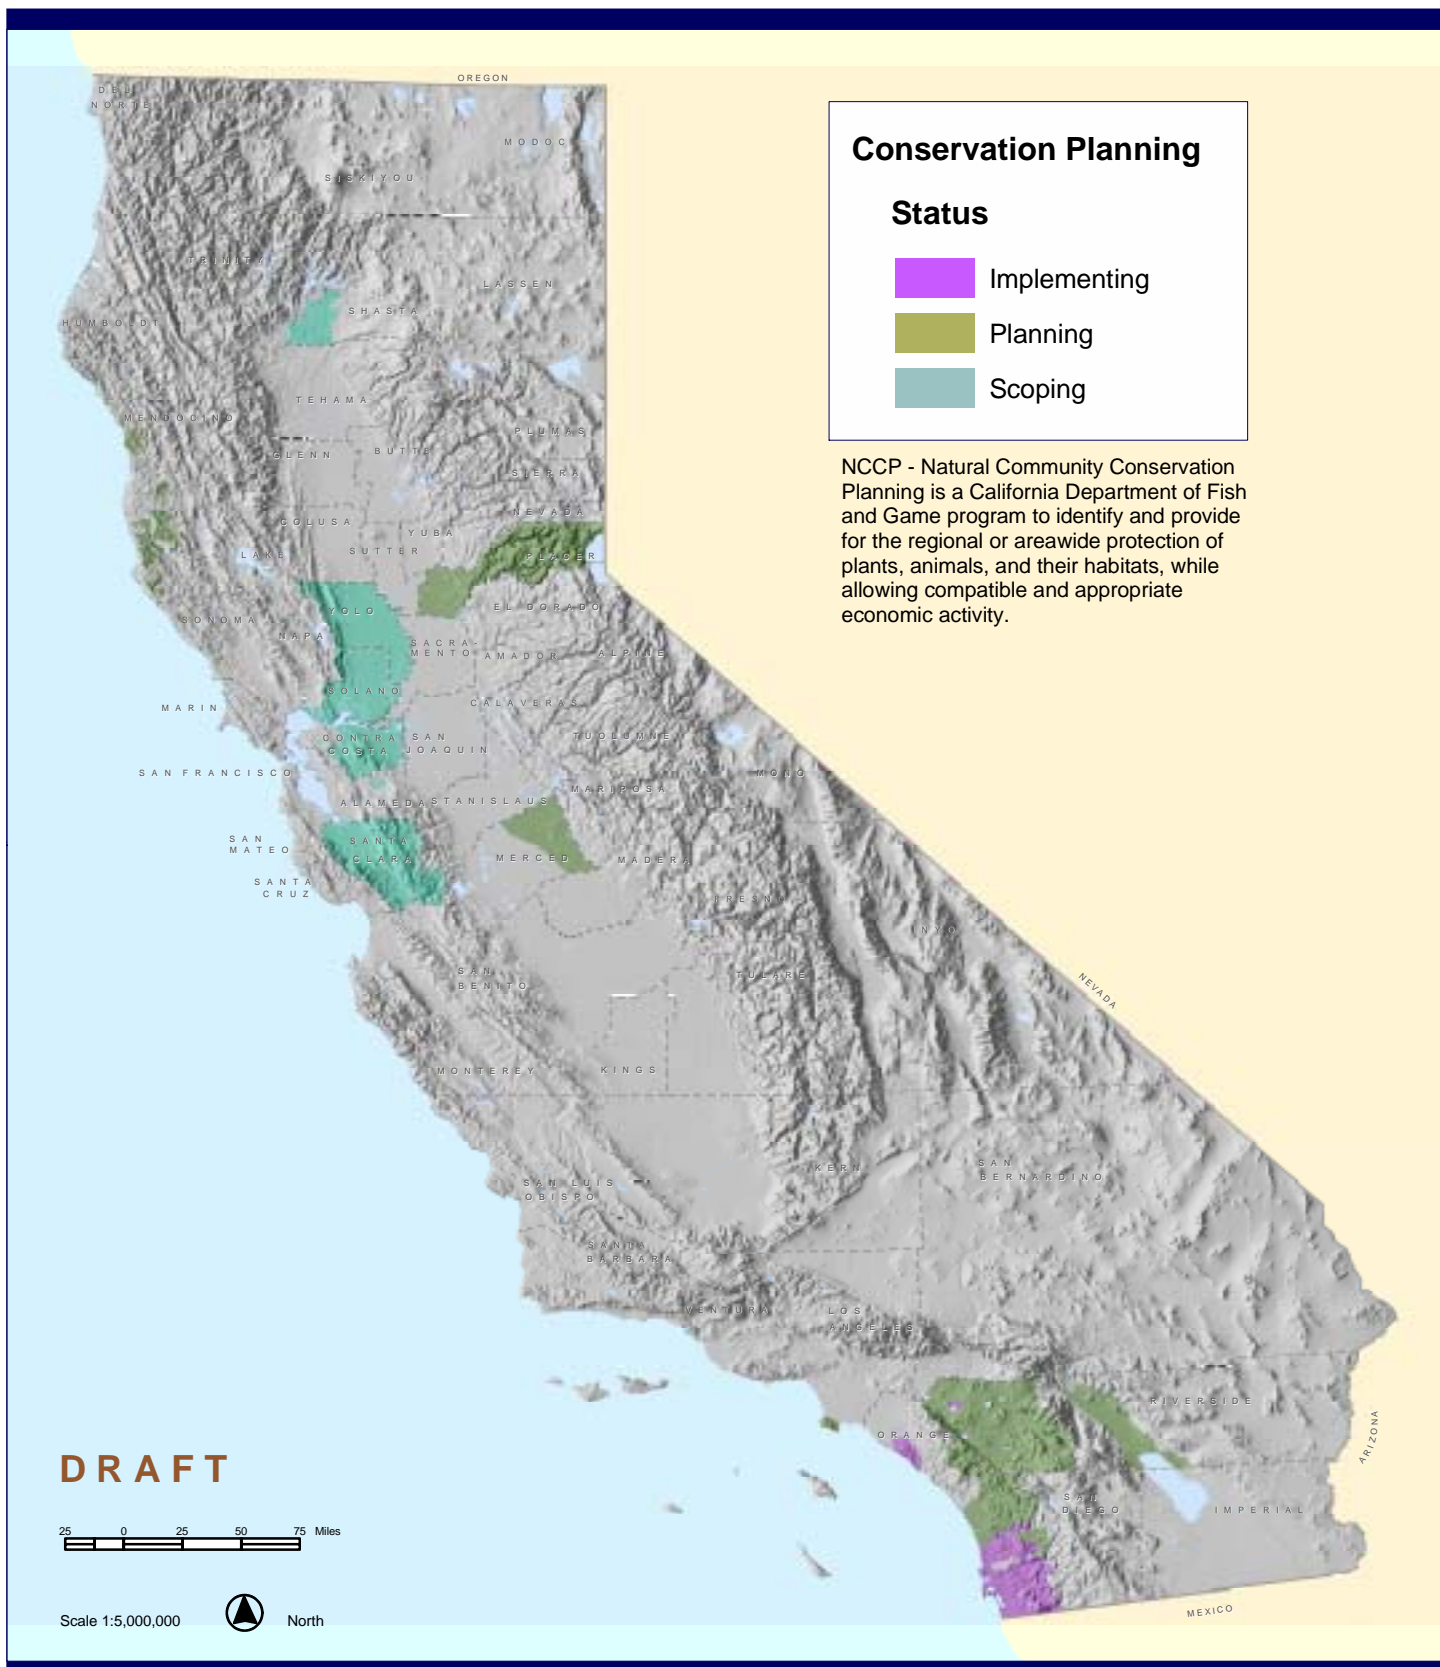 OREGON
DEL
NORTE
MODOC
SISKIYOU
TRINITY
LASSEN
SHASTA
HUMBOLDT
TEHAMA
MENDOCINO
PLUMAS
GLENN
BUTTE
SIERRA
NEVADA
COLUSA
YUBA
LAKE
SUTTER
PLACER
YOLO
EL DORADO
SONOMA
NAPA
SACRA-
MENTO
AMADOR
ALPINE
SOLANO
CALAVERAS
MARIN
CONTRA
COSTA
SAN
JOAQUIN
TUOLUMNE
SAN FRANCISCO
MONO
MARIPOSA
ALAMEDA
STANISLAUS
SAN
MATEO
SANTA
CLARA
MERCED
MADERA
SANTA
CRUZ
FRESNO
INYO
SAN
BENITO
TULARE
NEVADA
MONTEREY
KINGS
KERN
SAN
BERNARDINO
SAN LUIS
OBISPO
SANTA
BARBARA
VENTURA
LOS
ANGELES
RIVERSIDE
ORANGE
ARIZONA
SAN
DIEGO
IMPERIAL
MEXICO
Conservation Planning
Status
Implementing
Planning
Scoping
NCCP - Natural Community Conservation
Planning is a California Department of Fish
and Game program to identify and provide
for the regional or areawide protection of
plants, animals, and their habitats, while
allowing compatible and appropriate
economic activity.
DRAFT
25 0 25 50 75 Miles
Scale 1:5,000,000
North